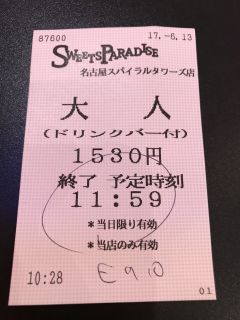 87600 17.-6.13
SWEETS PARADISE
名古屋スパイラルタワーズ店
大人
(ドリンクバー付)
1530円
終了 予定時刻
11:59
*当日限り有効
*当店のみ有効
10:28
01